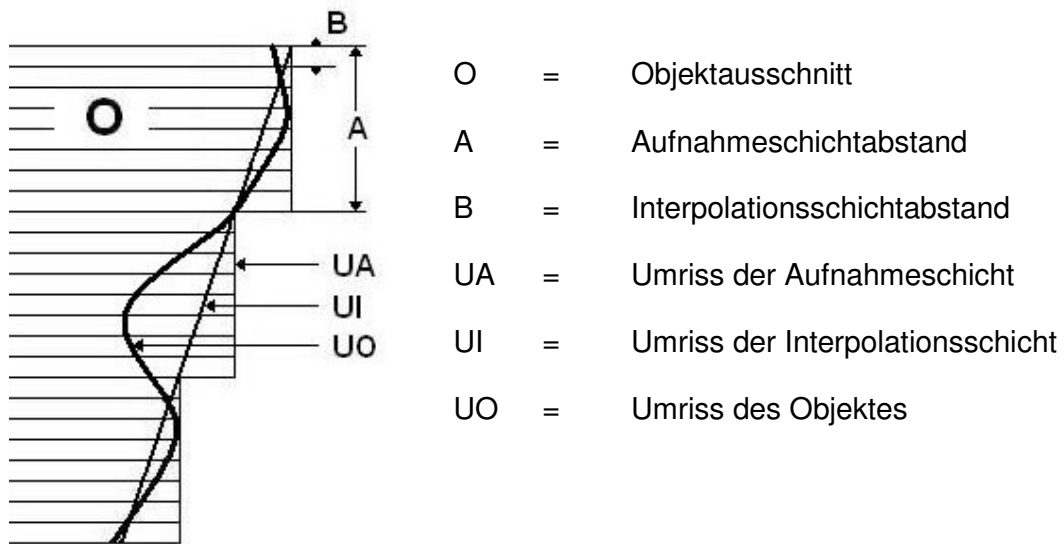 B
O
A
UA
UI
UO
O = Objektausschnitt
A = Aufnahmeschichtabstand
B = Interpolationsschichtabstand
UA = Umriss der Aufnahmeschicht
UI = Umriss der Interpolationsschicht
UO = Umriss des Objektes